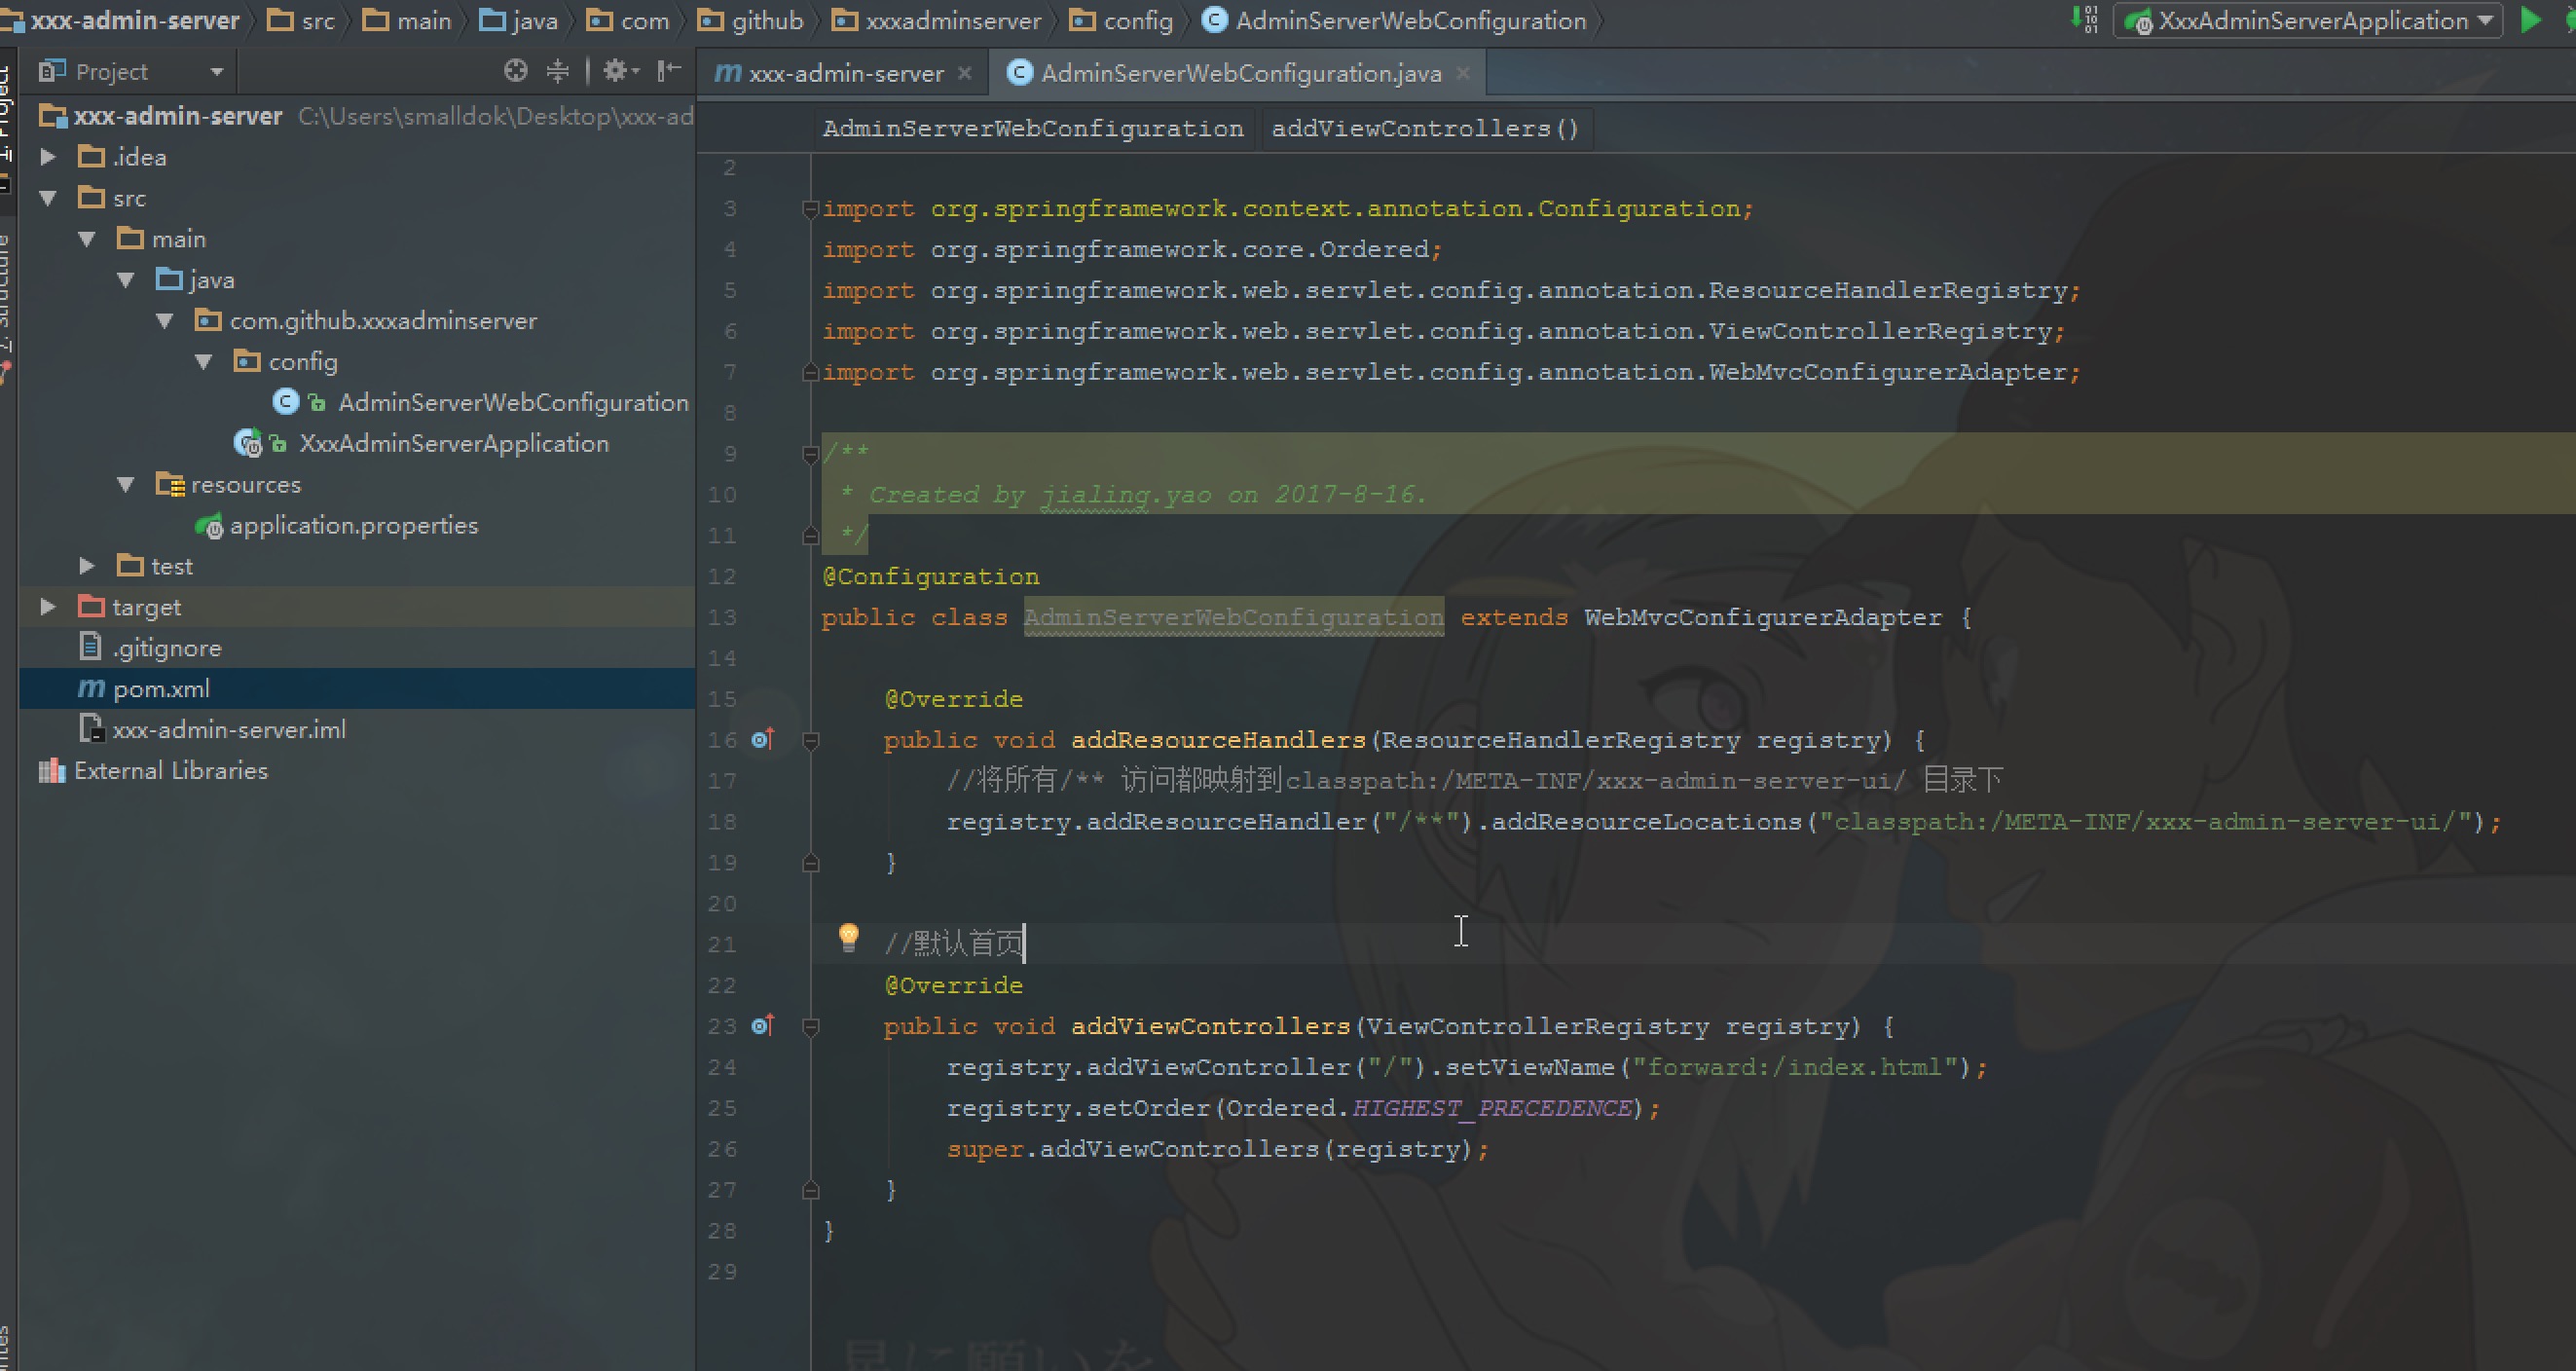 xxx-admin-server src main java com github xxxadminserver config AdminServerWebConfiguration XxxAdminServerApplication
Project
xxx-admin-server C:\Users\smalldok\Desktop\xxx-ad
.idea
src
main
java
com.github.xxxadminserver
config
AdminServerWebConfiguration
XxxAdminServerApplication
resources
application.properties
test
target
.gitignore
pom.xml
xxx-admin-server.iml
External Libraries
1: Project
Structure
xxx-admin-server AdminServerWebConfiguration.java
AdminServerWebConfiguration addViewControllers()
2
3 import org.springframework.context.annotation.Configuration;
4 import org.springframework.core.Ordered;
5 import org.springframework.web.servlet.config.annotation.ResourceHandlerRegistry;
6 import org.springframework.web.servlet.config.annotation.ViewControllerRegistry;
7 import org.springframework.web.servlet.config.annotation.WebMvcConfigurerAdapter;
8
9 /**
10 * Created by jialing.yao on 2017-8-16.
11 */
12 @Configuration
13 public class AdminServerWebConfiguration extends WebMvcConfigurerAdapter {
14
15 @Override
16 public void addResourceHandlers(ResourceHandlerRegistry registry) {
17 //将所有/** 访问都映射到classpath:/META-INF/xxx-admin-server-ui/ 目录下
18 registry.addResourceHandler("/**").addResourceLocations("classpath:/META-INF/xxx-admin-server-ui/");
19 }
20
21 //默认首页
22 @Override
23 public void addViewControllers(ViewControllerRegistry registry) {
24 registry.addViewController("/").setViewName("forward:/index.html");
25 registry.setOrder(Ordered.HIGHEST_PRECEDENCE);
26 super.addViewControllers(registry);
27 }
28 }
29
星に願いを